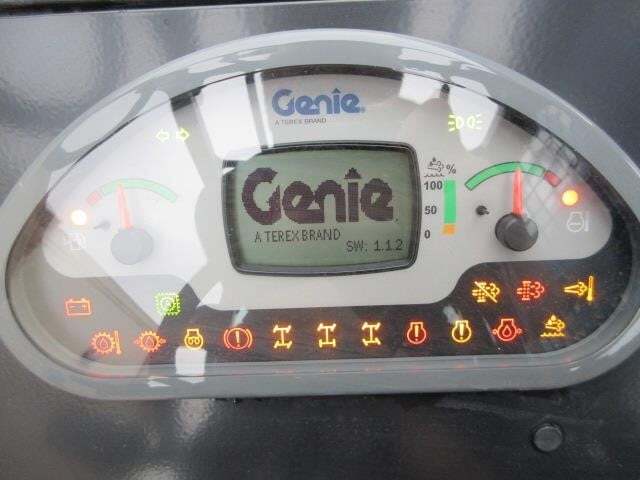 Genie®
A TEREX BRAND
%
100
50
0
Genie.
A TEREX BRAND
SW: 1.1.2